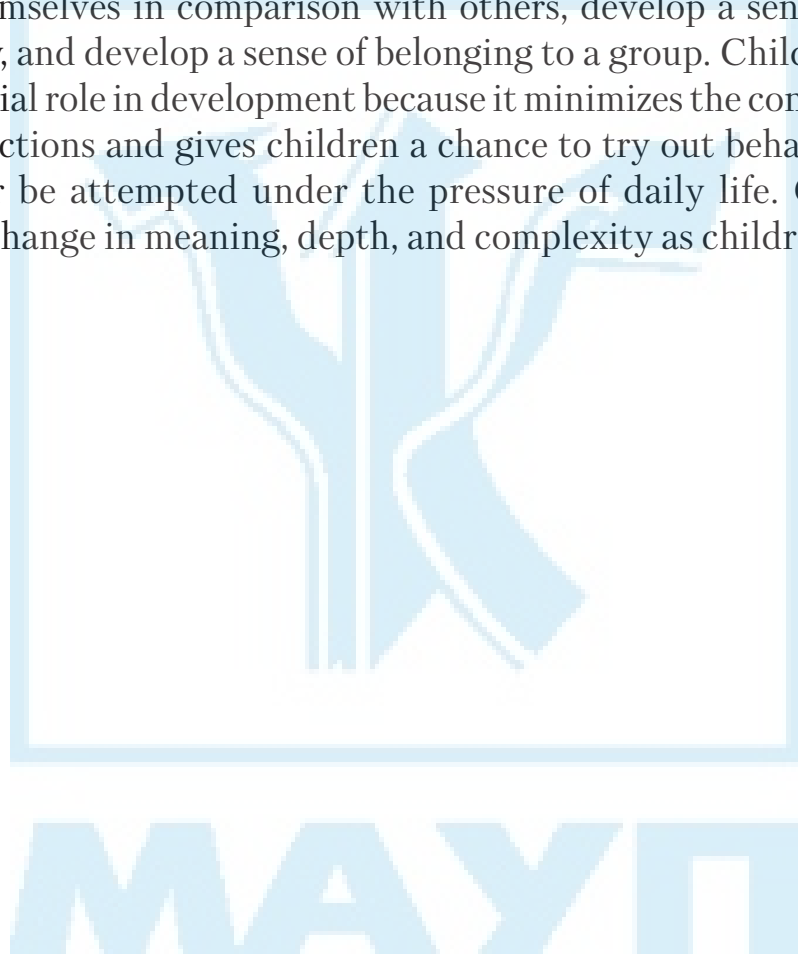 mselves in comparison with others, develop a sen
, and develop a sense of belonging to a group. Child
ial role in development because it minimizes the con
ctions and gives children a chance to try out beha
r be attempted under the pressure of daily life.
hange in meaning, depth, and complexity as childr
МАУП